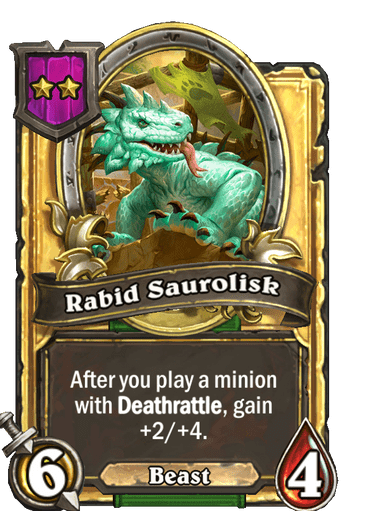 Rabid Saurolisk
After you play a minion
with Deathrattle, gain
+2/+4.
6
Beast
4